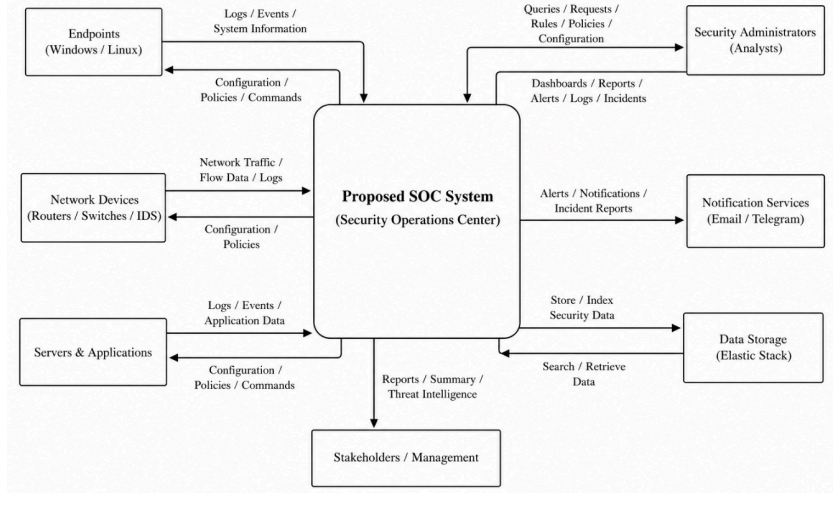 Endpoints
(Windows / Linux)
Logs / Events /
System Information
Configuration /
Policies / Commands
Queries / Requests /
Rules / Policies /
Configuration
Security Administrators
(Analysts)
Dashboards / Reports /
Alerts / Logs / Incidents
Network Devices
(Routers / Switches / IDS)
Network Traffic /
Flow Data / Logs
Configuration /
Policies
Proposed SOC System
(Security Operations Center)
Alerts / Notifications /
Incident Reports
Notification Services
(Email / Telegram)
Servers & Applications
Logs / Events /
Application Data
Configuration /
Policies / Commands
Store / Index
Security Data
Search / Retrieve
Data
Data Storage
(Elastic Stack)
Reports / Summary /
Threat Intelligence
Stakeholders / Management